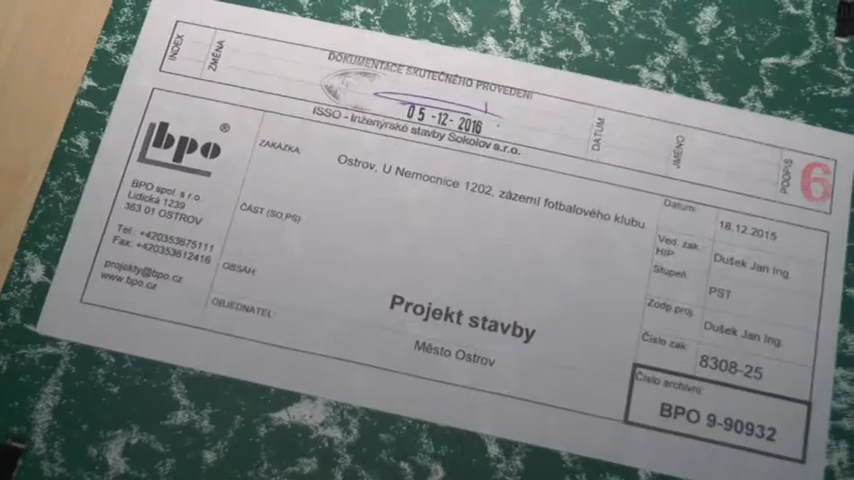 INDEX
ZMĚNA
DOKUMENTACE SKUTEČNÉHO PROVEDENÍ
05 -12- 2016
ISSO - Inženýrské stavby Sokolov s.r.o.
DATUM
JMÉNO
PODPIS
6
bpo®
BPO spol. s r.o.
Lidická 1239
363 01 OSTROV
Tel.: +420353675111
Fax: +420353612416
projekty@bpo.cz
www.bpo.cz
ZAKÁZKA:
Ostrov, U Nemocnice 1202, zázemí fotbalového klubu
ČÁST (SO,PS)
OBSAH:
Projekt stavby
OBJEDNATEL:
Město Ostrov
Datum: 16.12.2015
Ved. zak. HIP Dušek Jan Ing.
Stupeň PST
Zodp proj. Dušek Jan Ing.
Číslo zak. 8308-25
Číslo archivní:
BPO 9-90932